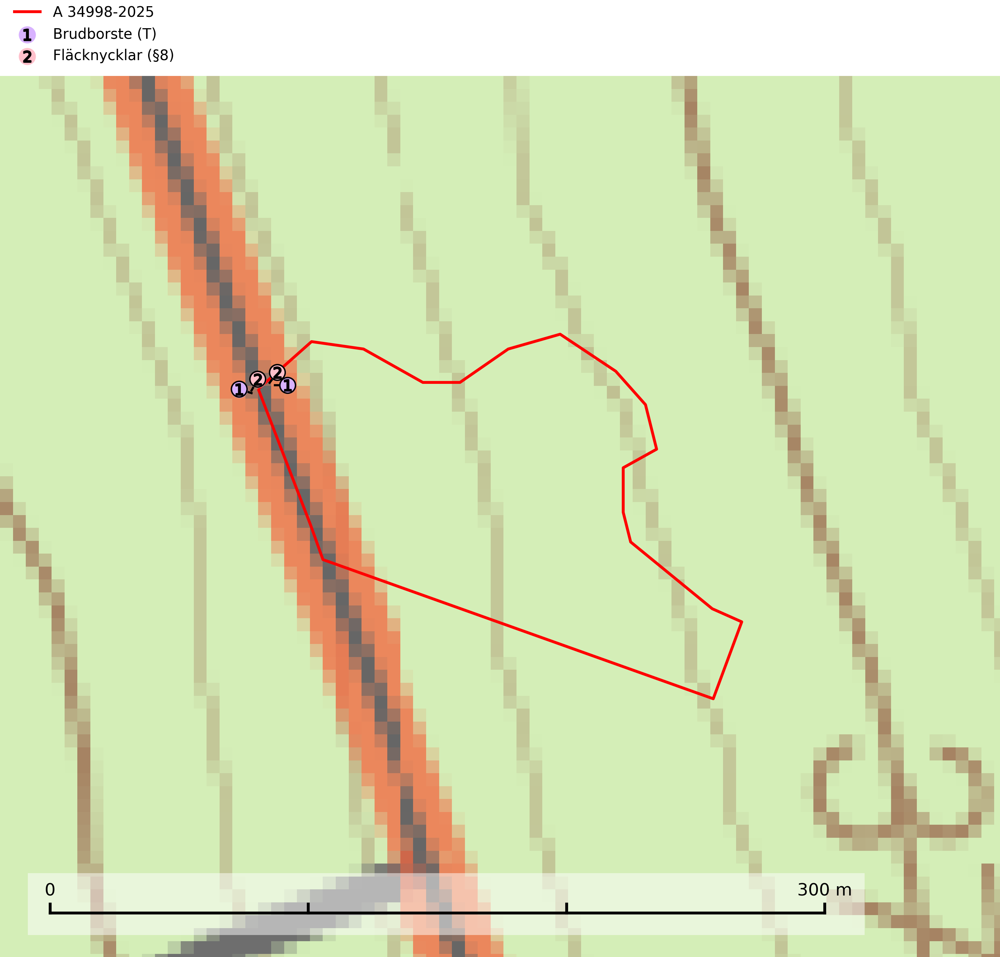 A 34998-2025
1 Brudborste (T)
2 Fläcknycklar (§8)
2
2
1
1
0
300 m